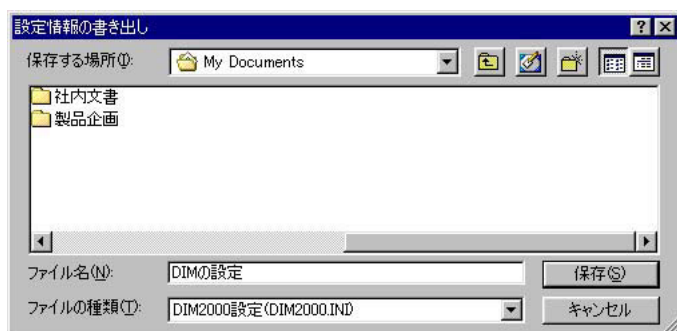 設定情報の書き出し
保存する場所(I):
My Documents
社内文書
製品企画
ファイル名(N):
DIMの設定
保存(S)
ファイルの種類(T):
DIM2000設定(DIM2000.INI)
キャンセル